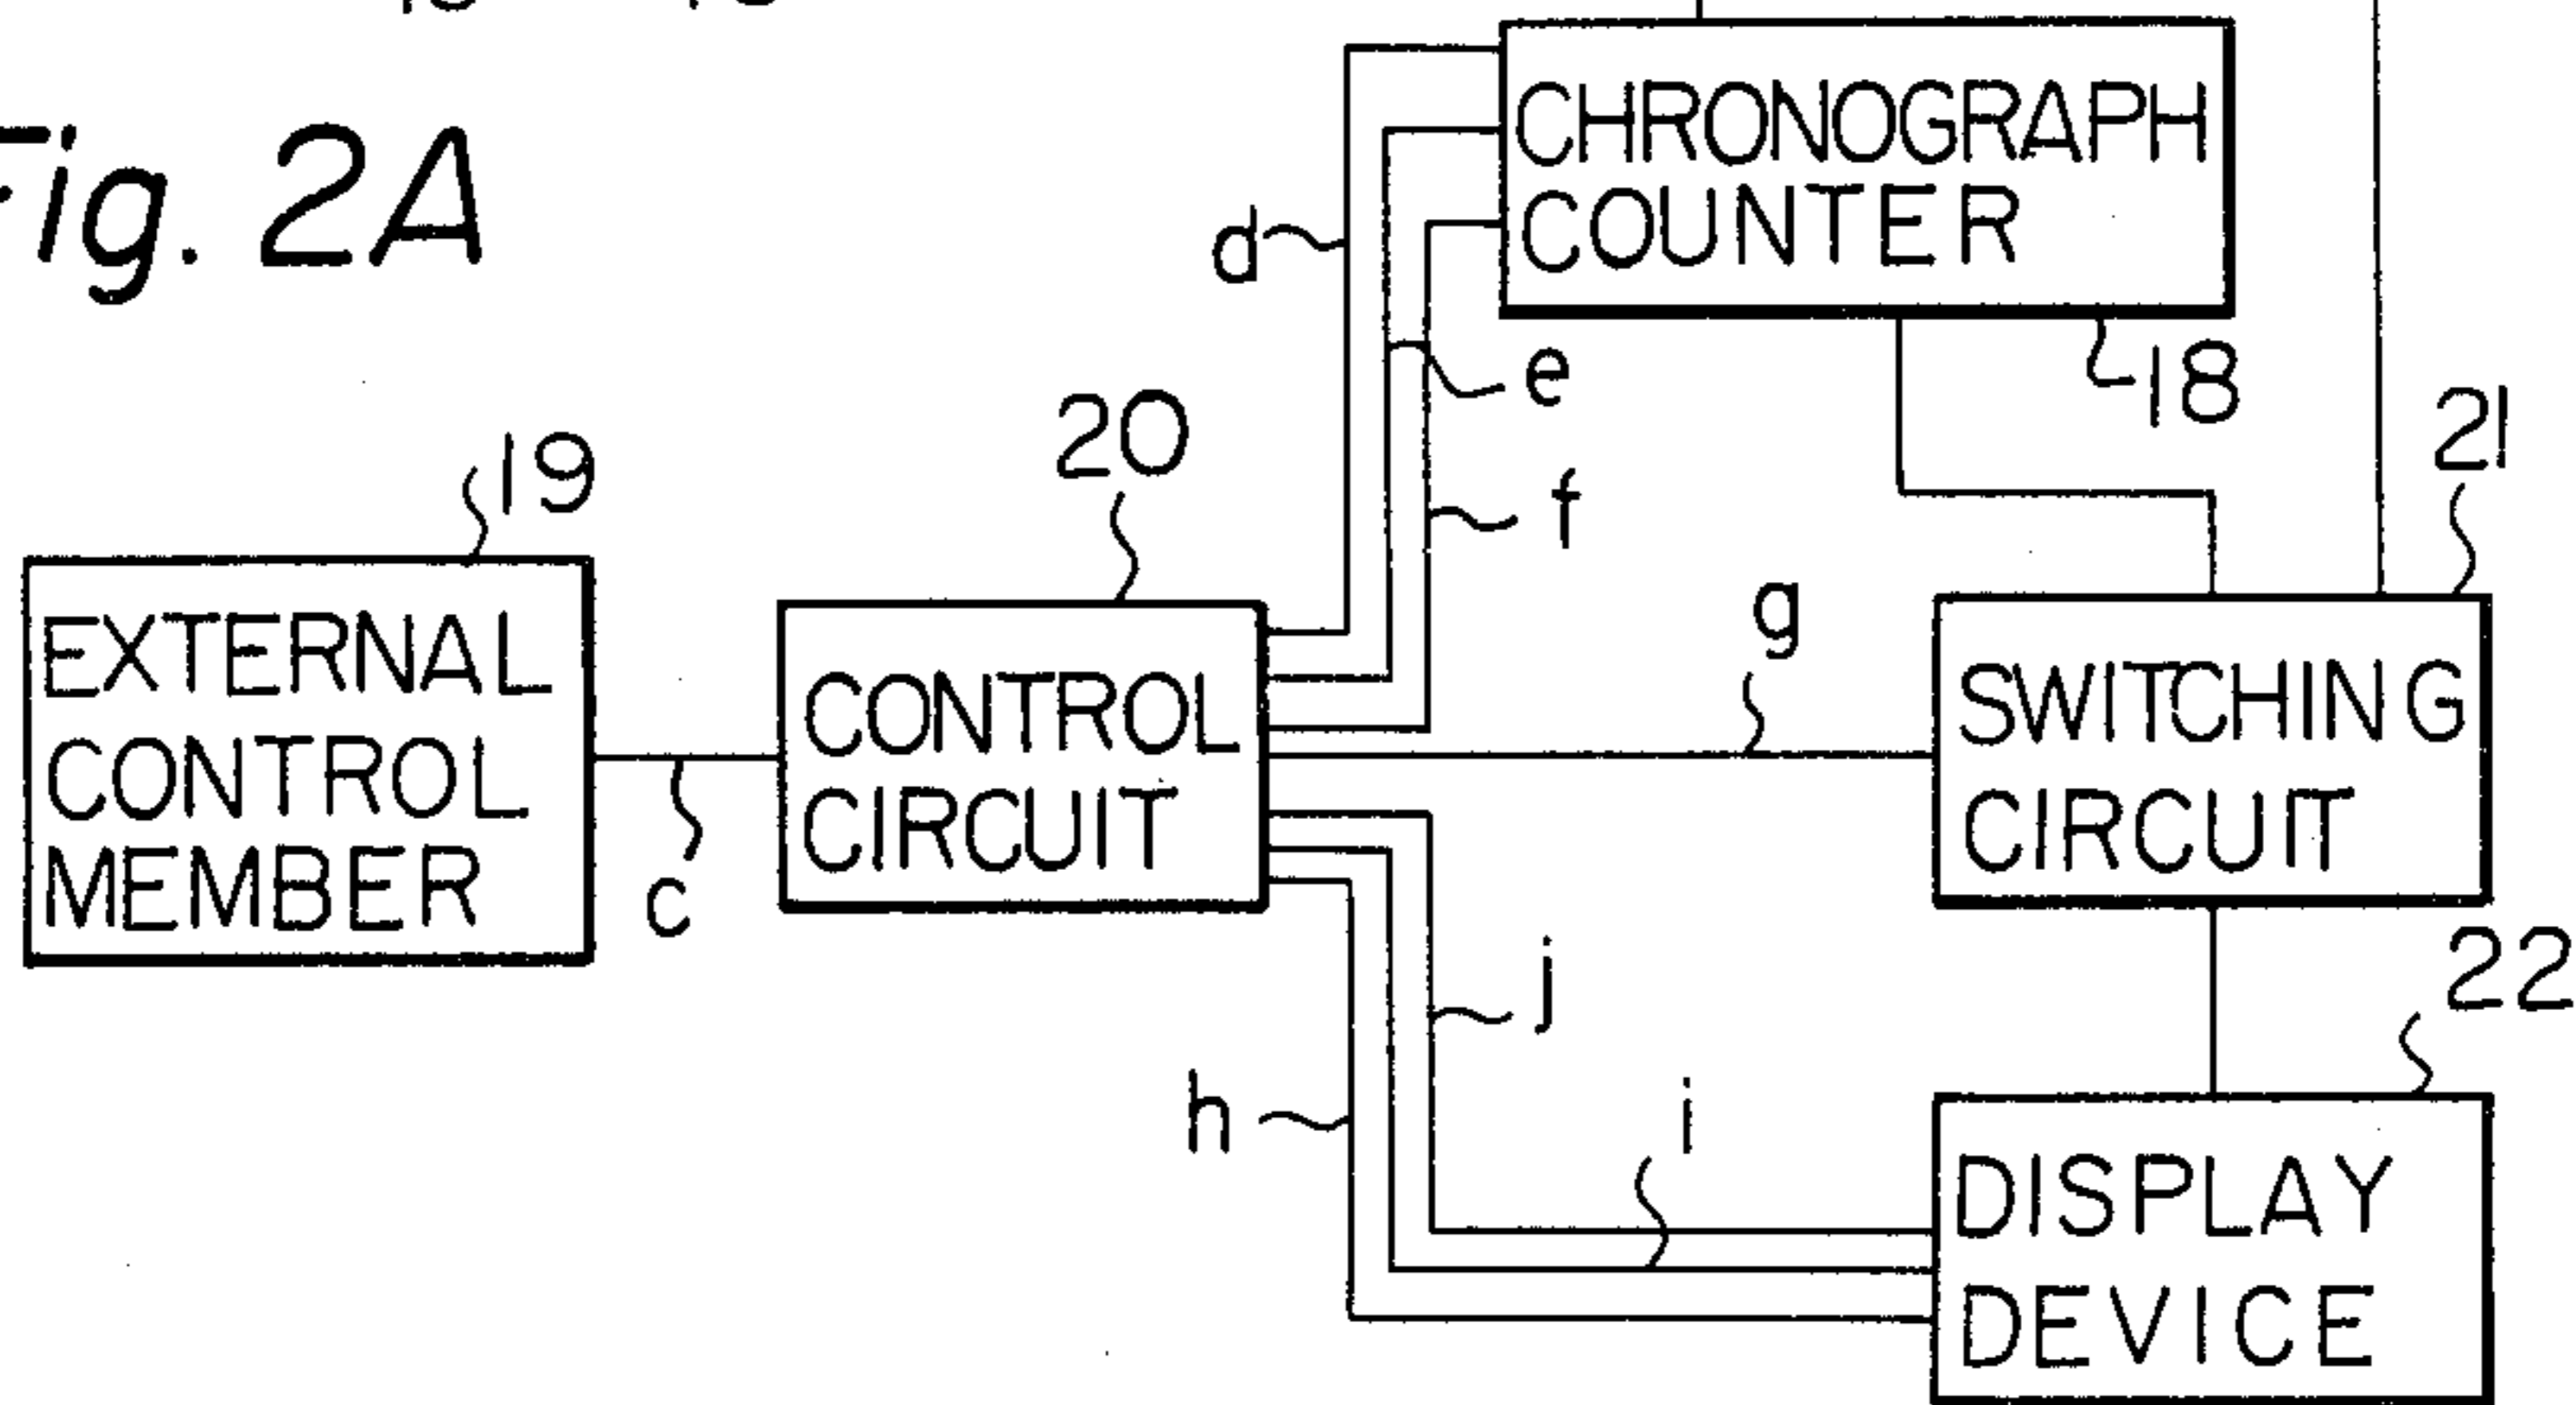 Fig. 2A
CHRONOGRAPH
COUNTER
d
e
18
f
19
20
21
EXTERNAL
CONTROL
MEMBER
c
CONTROL
CIRCUIT
g
SWITCHING
CIRCUIT
j
22
h
i
DISPLAY
DEVICE